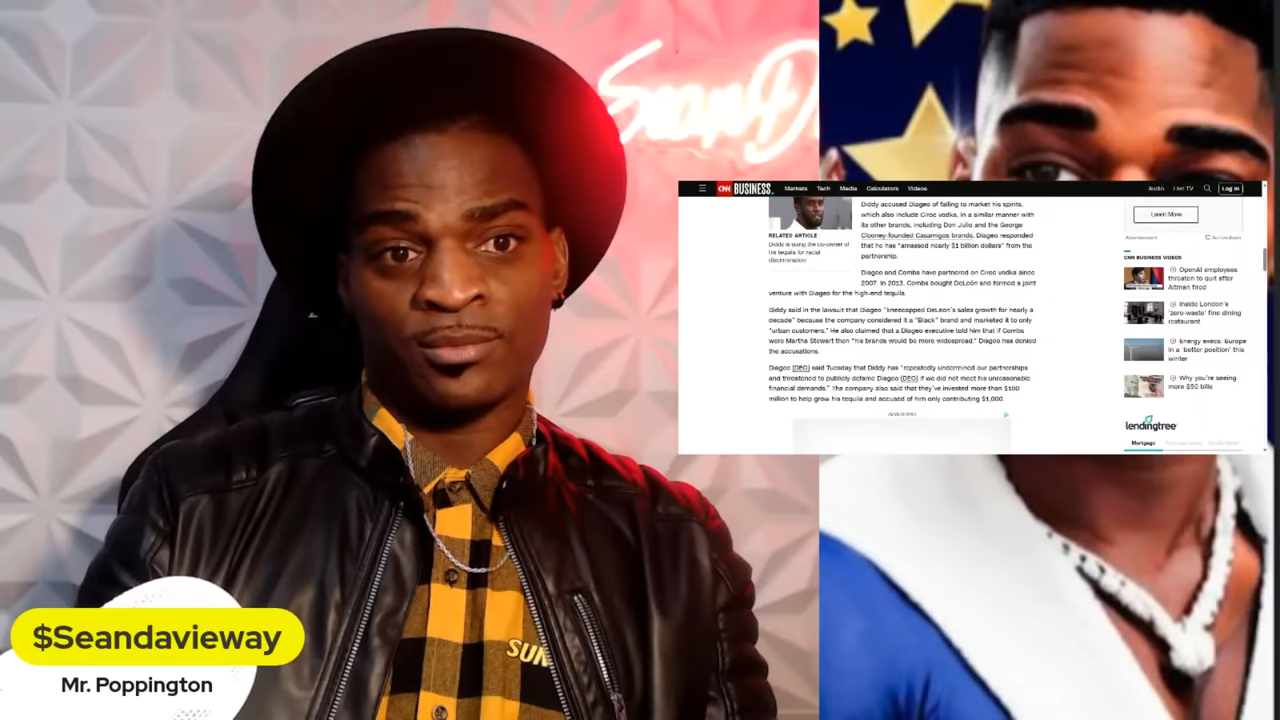 Sean D
CNN BUSINESS
Markets Tech Media Calculators Videos
Audio Live TV Log In
RELATED ARTICLE
Diddy is suing the co-owner of
his tequila for racial
discrimination
Diddy accused Diageo of failing to market his spirits,
which also include Ciroc vodka, in a similar manner with
its other brands, including Don Julio and the George
Clooney-founded Casamigos brands. Diageo responded
that he has "amassed nearly $1 billion dollars" from the
partnership.
Diageo and Combs have partnered on Ciroc vodka since
2007. In 2013, Combs bought DeLeón and formed a joint
venture with Diageo for the high-end tequila.
Diddy said in the lawsuit that Diageo "kneecapped DeLeon's sales growth for nearly a
decade" because the company considered it a "Black" brand and marketed it to only
"urban customers." He also claimed that a Diageo executive told him that if Combs
were Martha Stewart then "his brands would be more widespread." Diageo has denied
the accusations.
Diageo (DEO) said Tuesday that Diddy has "repeatedly undermined our partnerships
and threatened to publicly defame Diageo (DEO) if we did not meet his unreasonable
financial demands." The company also said that they've invested more than $100
million to help grow his tequila and accused of him only contributing $1,000.
ADVERTISING
Learn More
Advertisement
Ad Feedback
CNN BUSINESS VIDEOS
OpenAI employees
threaten to quit after
Altman fired
Inside London's
'zero-waste' fine dining
restaurant
Energy execs: Europe
in a 'better position' this
winter
Why you're seeing
more $50 bills
lendingtree
Mortgage Personal Loans Credit Cards
SUN
$Seandavieway
Mr. Poppington